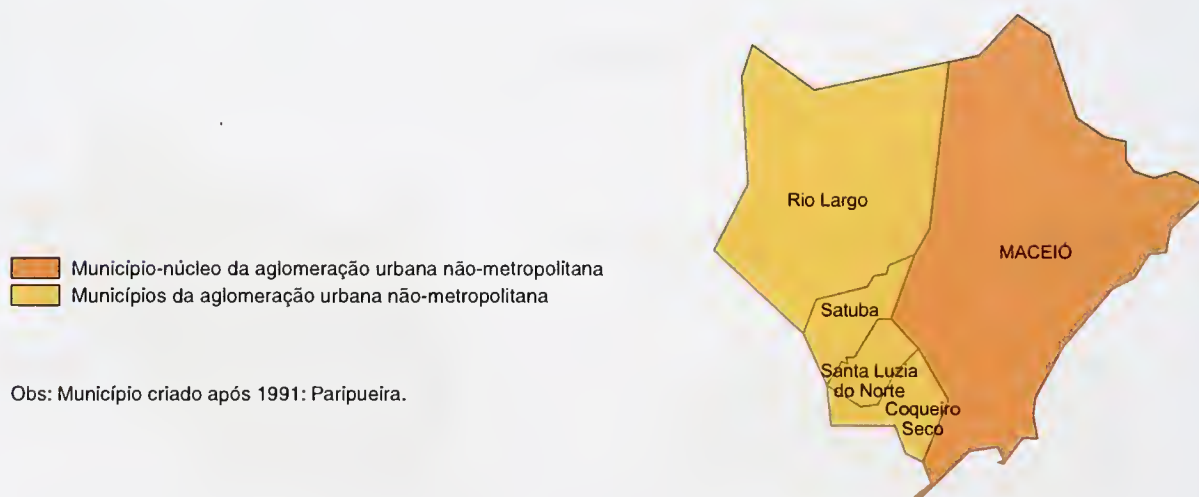 Rio Largo
MACEIÓ
Município-núcleo da aglomeração urbana não-metropolitana
Municípios da aglomeração urbana não-metropolitana
Satuba
Santa Luzia
do Norte
Coqueiro
Seco
Obs: Município criado após 1991: Paripueira.